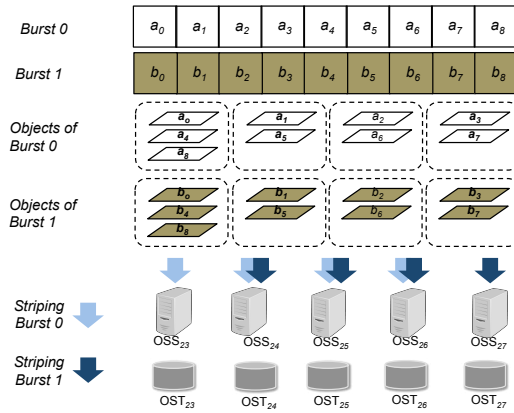 Burst 0 a0 a1 a2 a3 a4 a5 a6 a7 a8
Burst 1 b0 b1 b2 b3 b4 b5 b6 b7 b8
Objects of Burst 0
ao a1 a2 a3
a4 a5 a6 a7
a8
Objects of Burst 1
bo b1 b2 b3
b4 b5 b6 b7
b8
Striping Burst 0
OSS23 OSS24 OSS25 OSS26 OSS27
Striping Burst 1
OST23 OST24 OST25 OST26 OST27